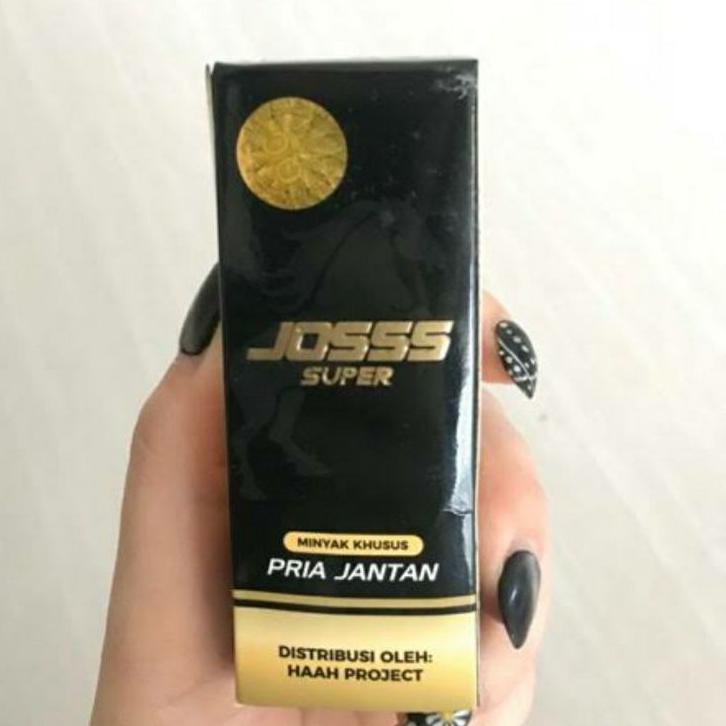 JOSSS
SUPER
MINYAK KHUSUS
PRIA JANTAN
DISTRIBUSI OLEH:
HAAH PROJECT